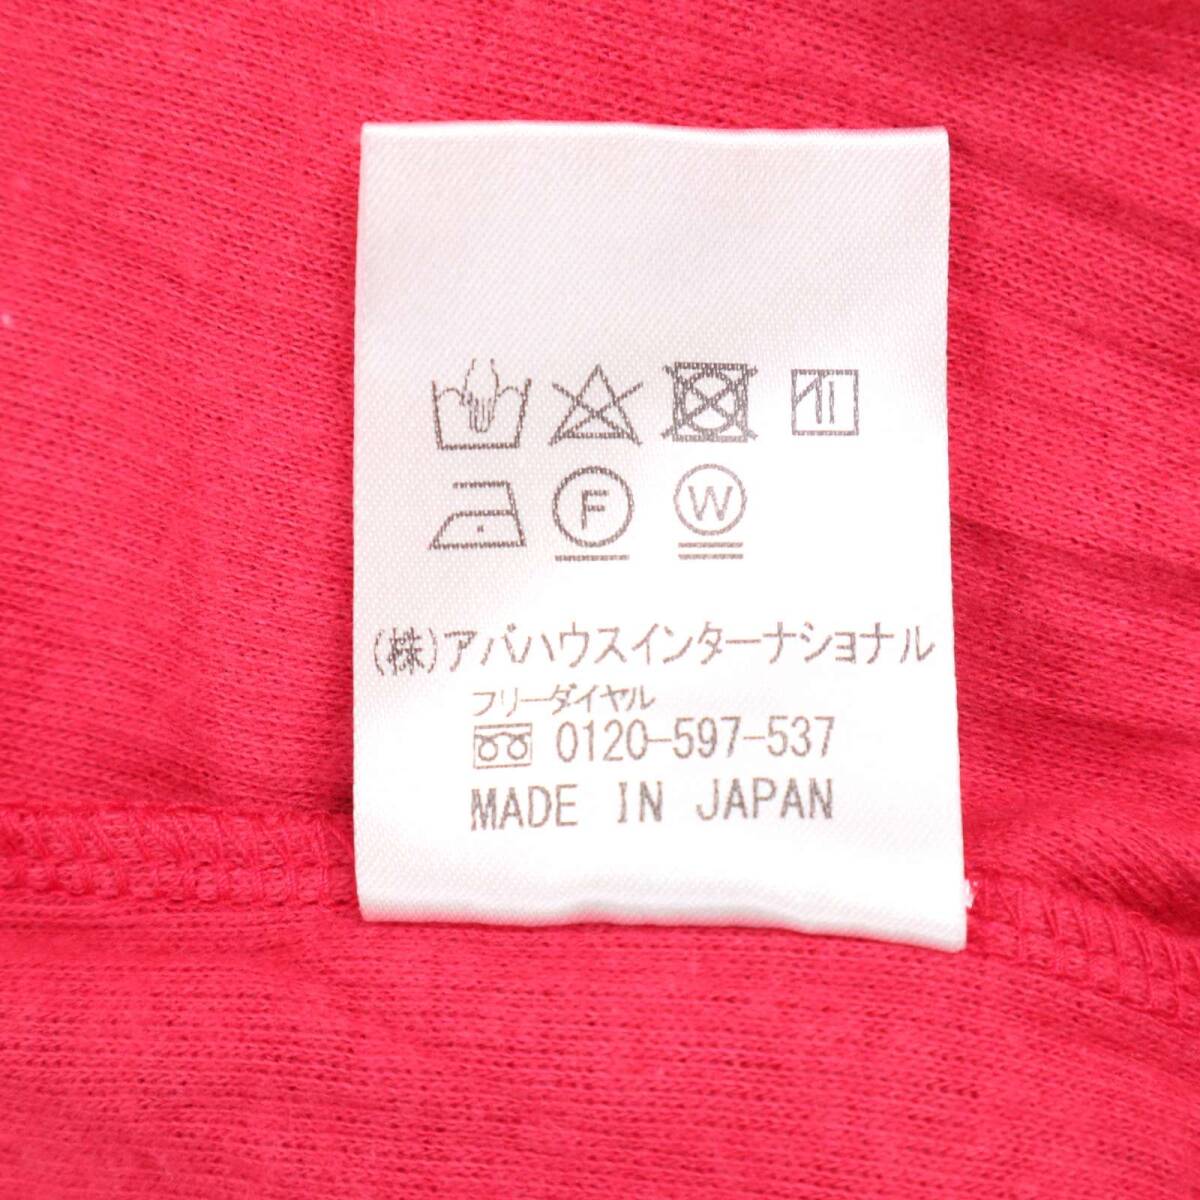 F W
(株)アバハウスインターナショナル
フリーダイヤル
0120-597-537
MADE IN JAPAN